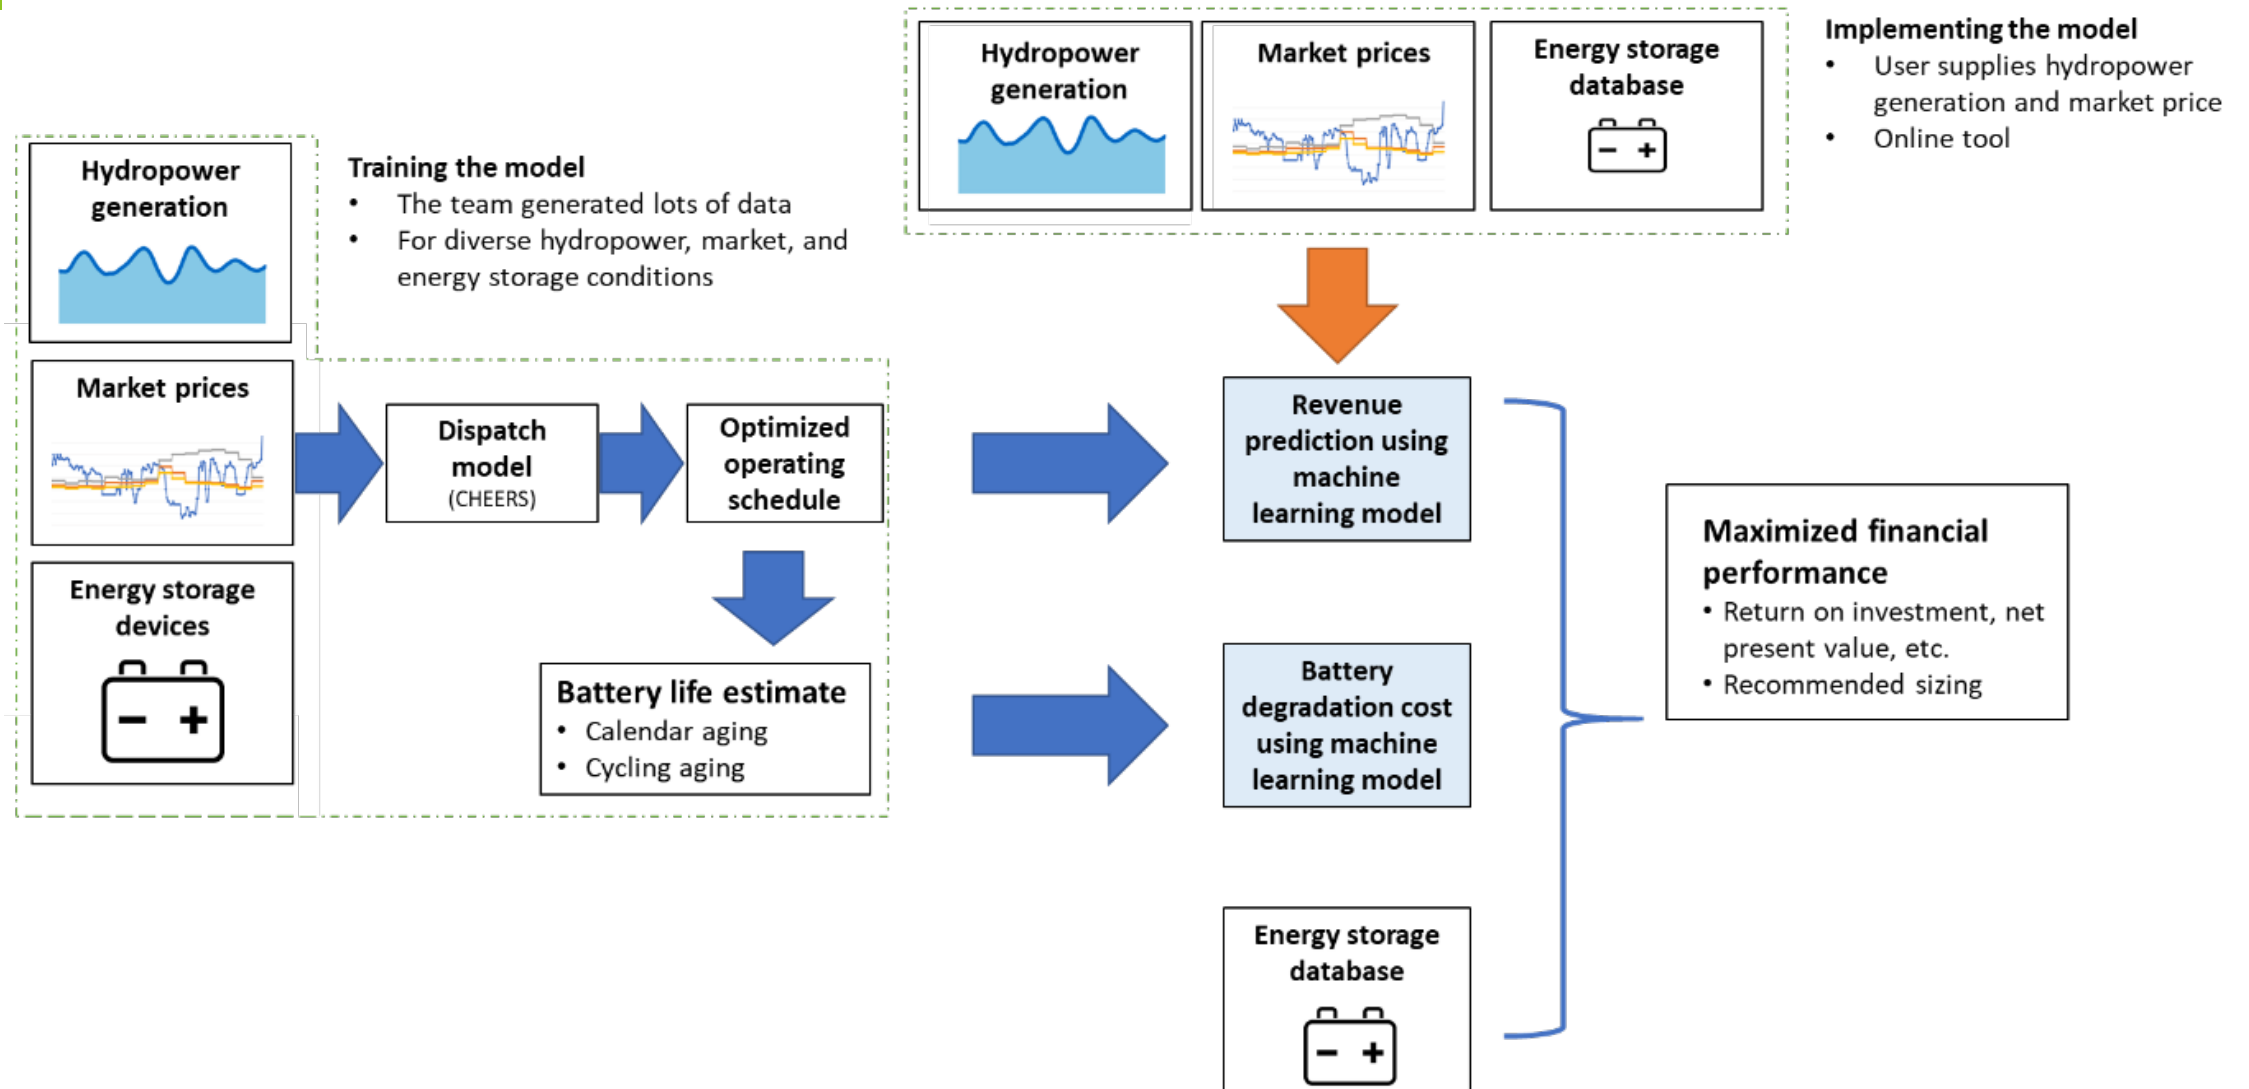 Hydropower
generation
Market prices
Energy storage
database
Implementing the model
• User supplies hydropower
generation and market price
• Online tool
Hydropower
generation
Training the model
• The team generated lots of data
• For diverse hydropower, market, and
energy storage conditions
Market prices
Dispatch
model
(CHEERS)
Optimized
operating
schedule
Revenue
prediction using
machine
learning model
Energy storage
devices
Battery life estimate
• Calendar aging
• Cycling aging
Battery
degradation cost
using machine
learning model
Maximized financial
performance
• Return on investment, net
present value, etc.
• Recommended sizing
Energy storage
database